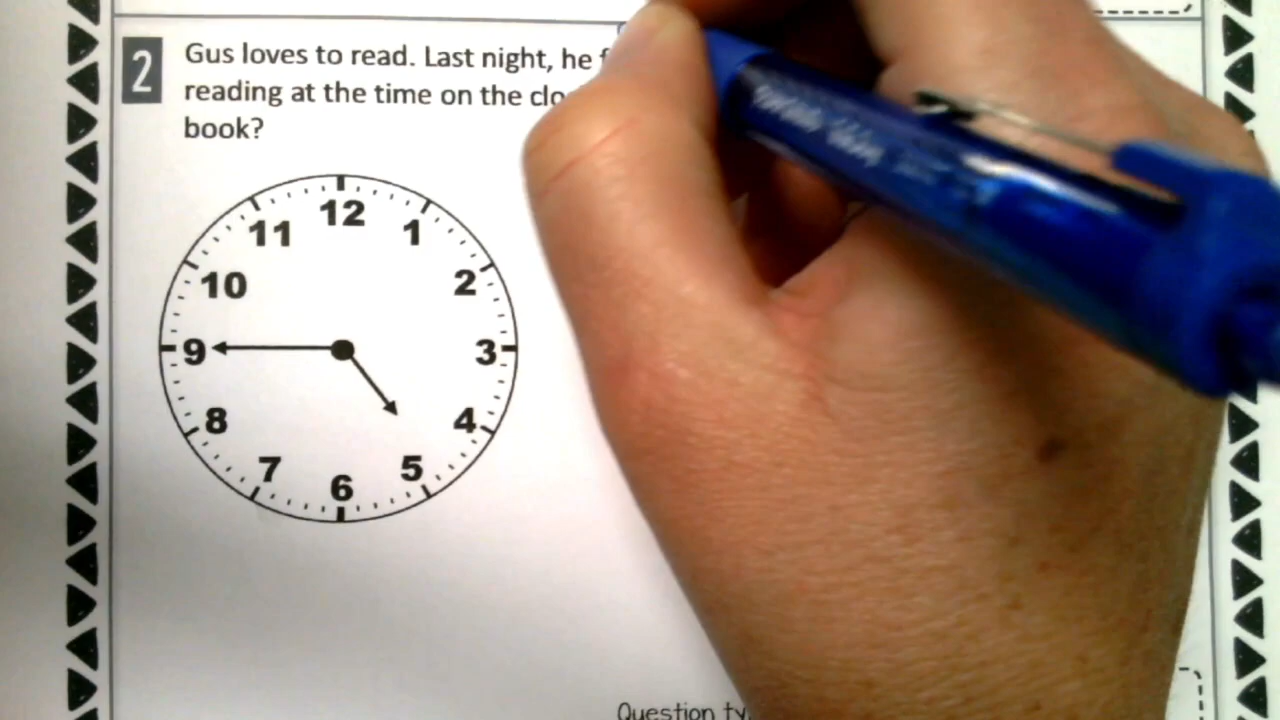 2
Gus loves to read. Last night, he
reading at the time on the
book?
12
11 1
10 2
9 3
8 4
7 5
6
Question